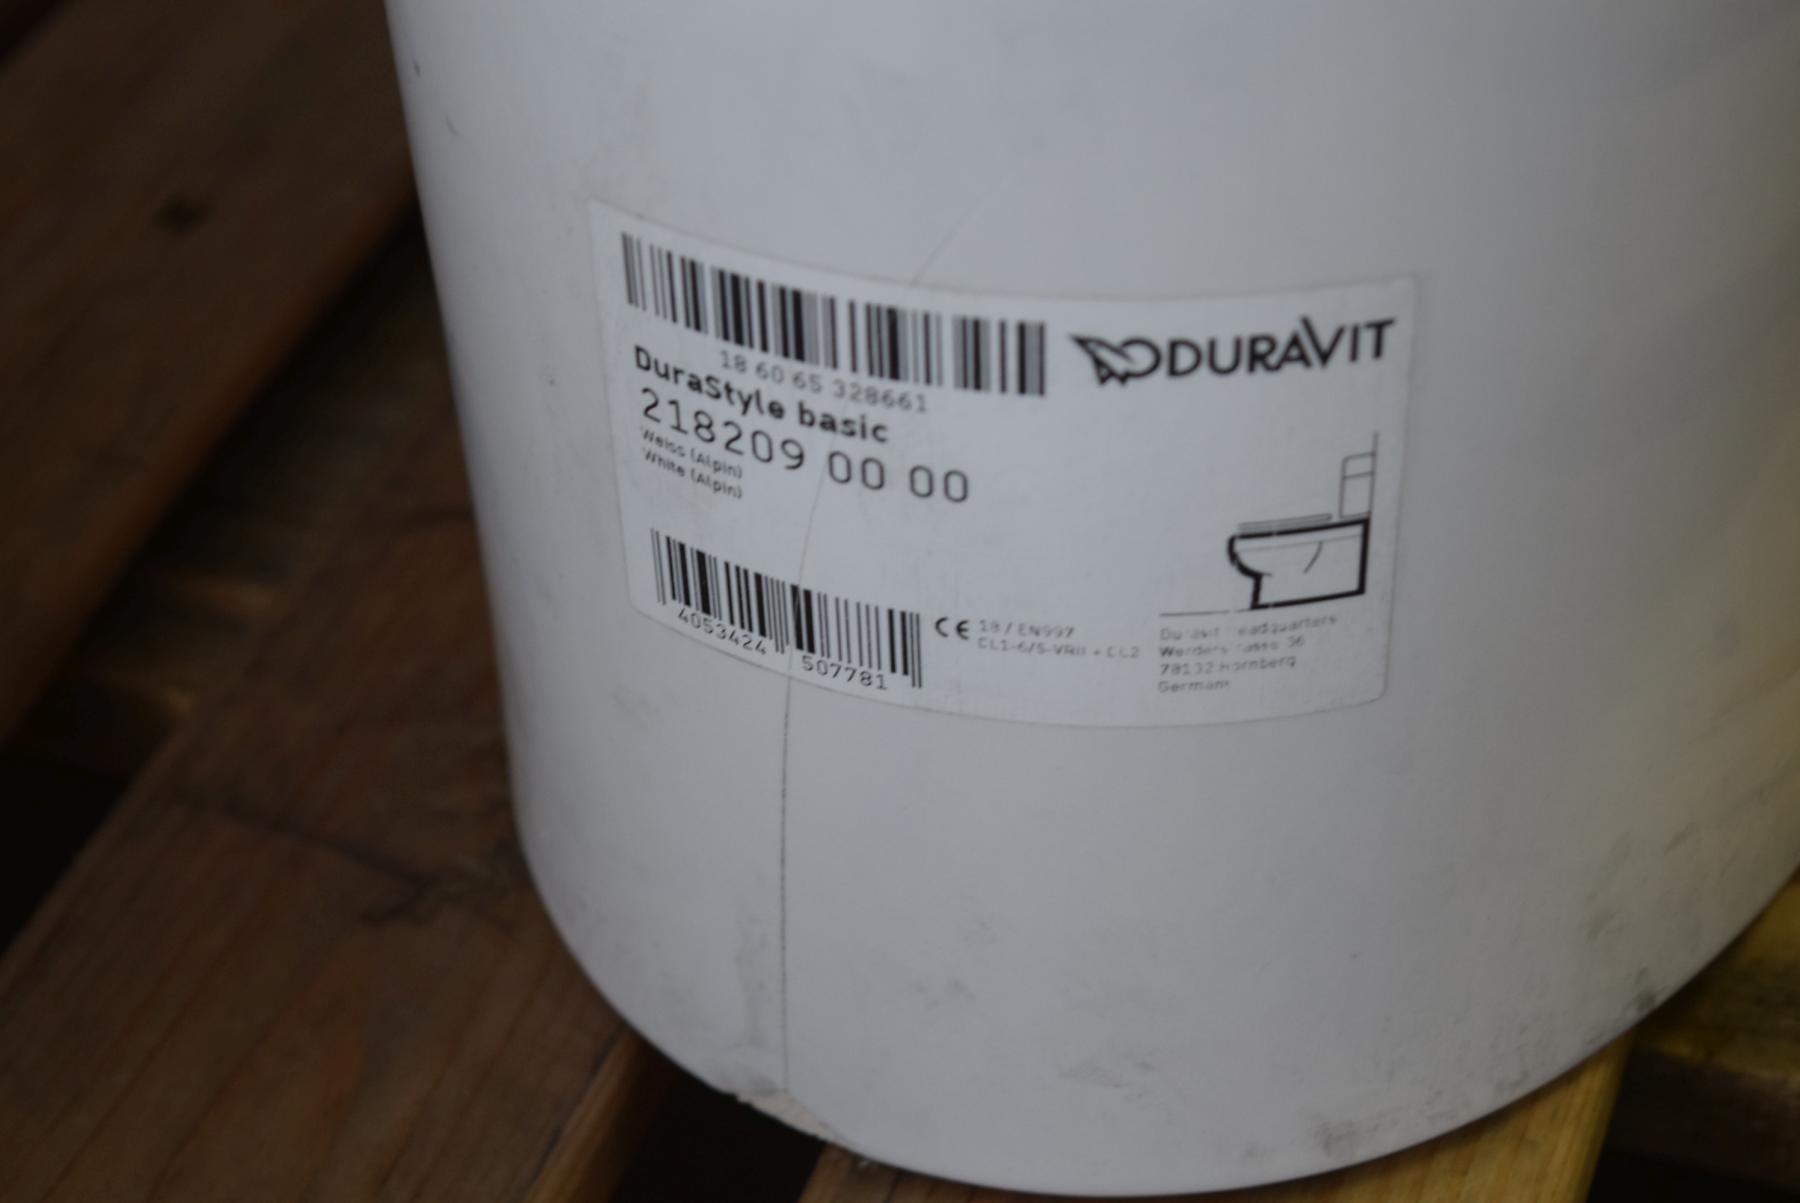 18 60 65 328661
DURAVIT
DuraStyle basic
218209 00 00
Weiss (Alpin)
White (Alpin)
4053424 507781
CE 18 / EN997
CL1-6/5-VRII + CL2
Duravit Headquarters
36
78132 Hornberg
Germany